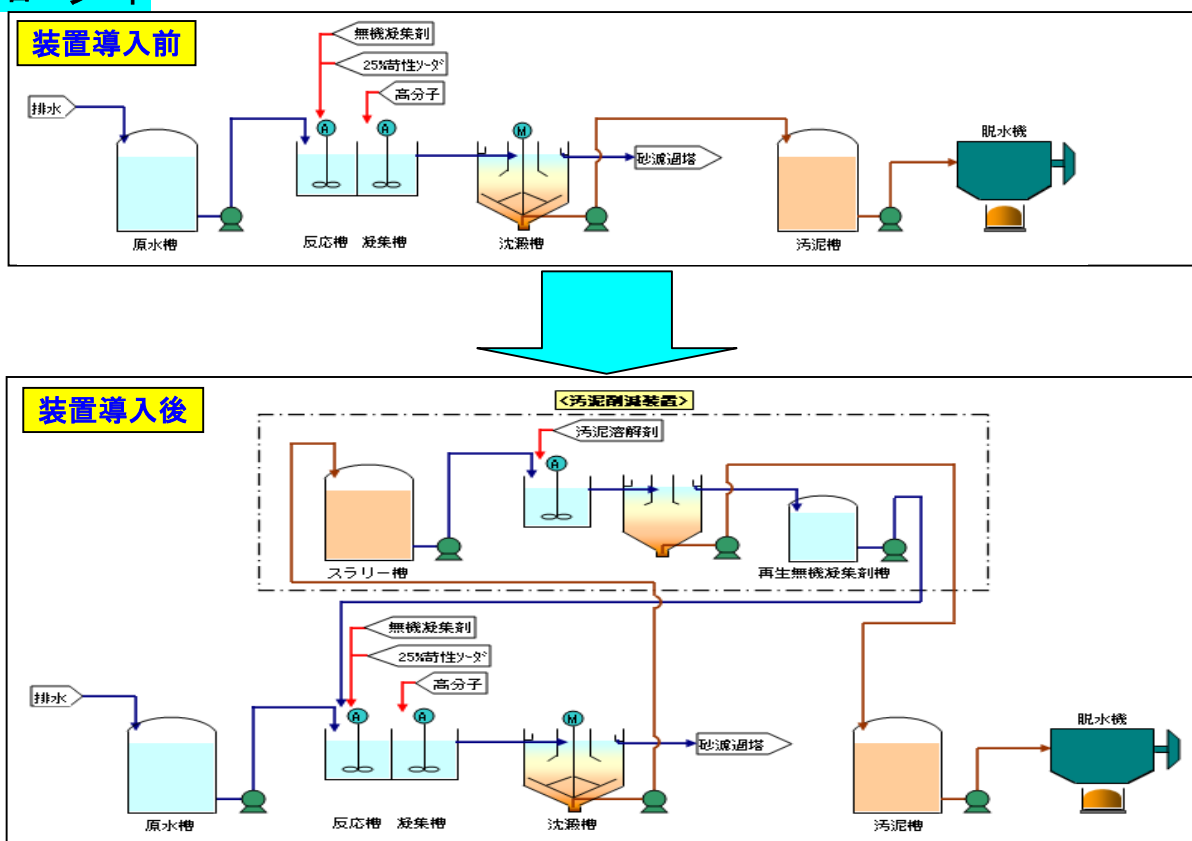 装置導入前
無機凝集剤
25%苛性ソーダ
高分子
排水
A
A
M
砂濾過塔
脱水機
原水槽
反応槽 凝集槽
沈澱槽
汚泥槽
装置導入後
<汚泥削減装置>
汚泥溶解剤
A
スラリー槽
再生無機凝集剤槽
無機凝集剤
25%苛性ソーダ
高分子
排水
A
A
M
砂濾過塔
脱水機
原水槽
反応槽 凝集槽
沈澱槽
汚泥槽